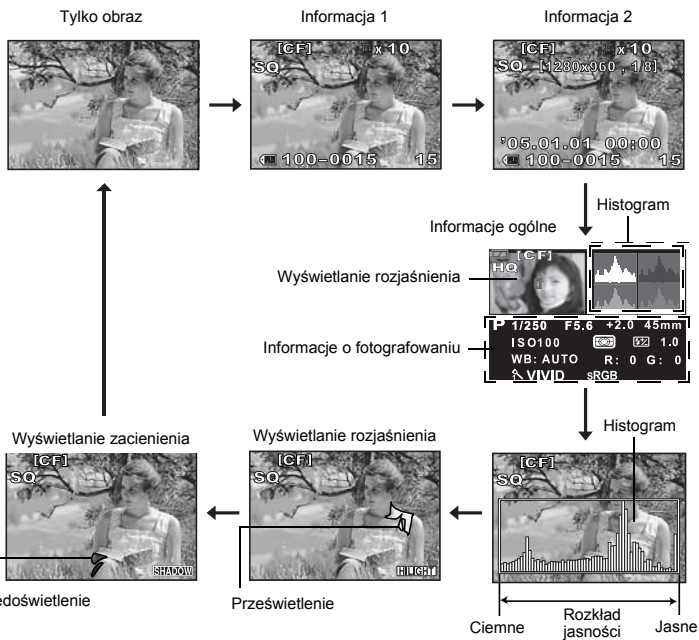 Tylko obraz
Informacja 1
Informacja 2
[CF] x10
SQ
100-0015 15
[CF] x10
SQ [1280x960 , 1/8]
'05.01.01 00:00
100-0015 15
Histogram
Informacje ogólne
Wyświetlanie rozjaśnienia
[CF]
HQ
Informacje o fotografowaniu
P 1/250 F5.6 +2.0 45mm
ISO100 1.0
WB: AUTO R: 0 G: 0
VIVID sRGB
Histogram
Wyświetlanie zacienienia
Wyświetlanie rozjaśnienia
[CF]
SQ
SHADOW
[CF]
SQ
HILIGHT
[CF]
SQ
edoświetlenie
Prześwietlenie
Ciemne
Rozkład
jasności
Jasne